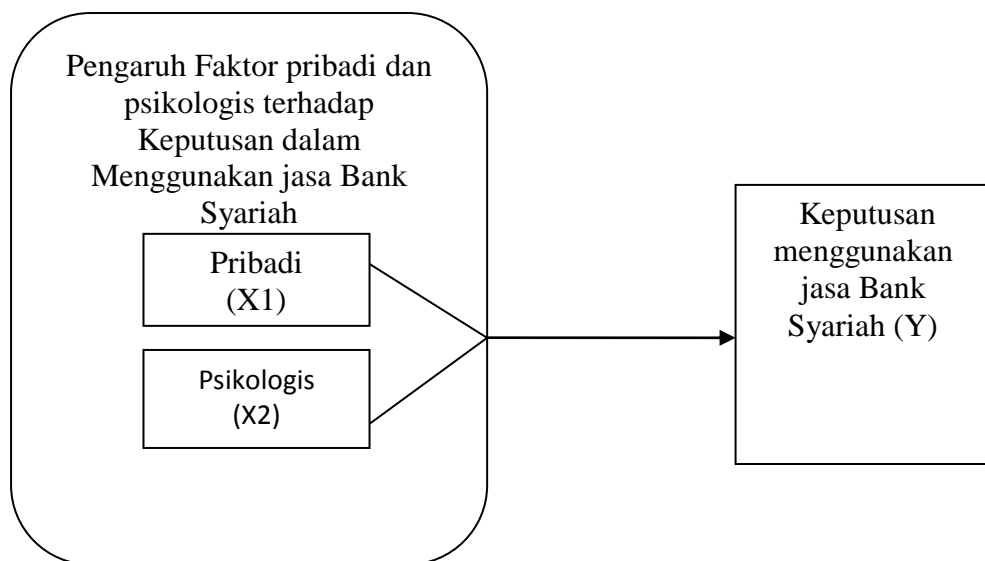 Pengaruh Faktor pribadi dan
psikologis terhadap
Keputusan dalam
Menggunakan jasa Bank
Syariah
Pribadi
(X1)
Psikologis
(X2)
Keputusan
menggunakan
jasa Bank
Syariah (Y)